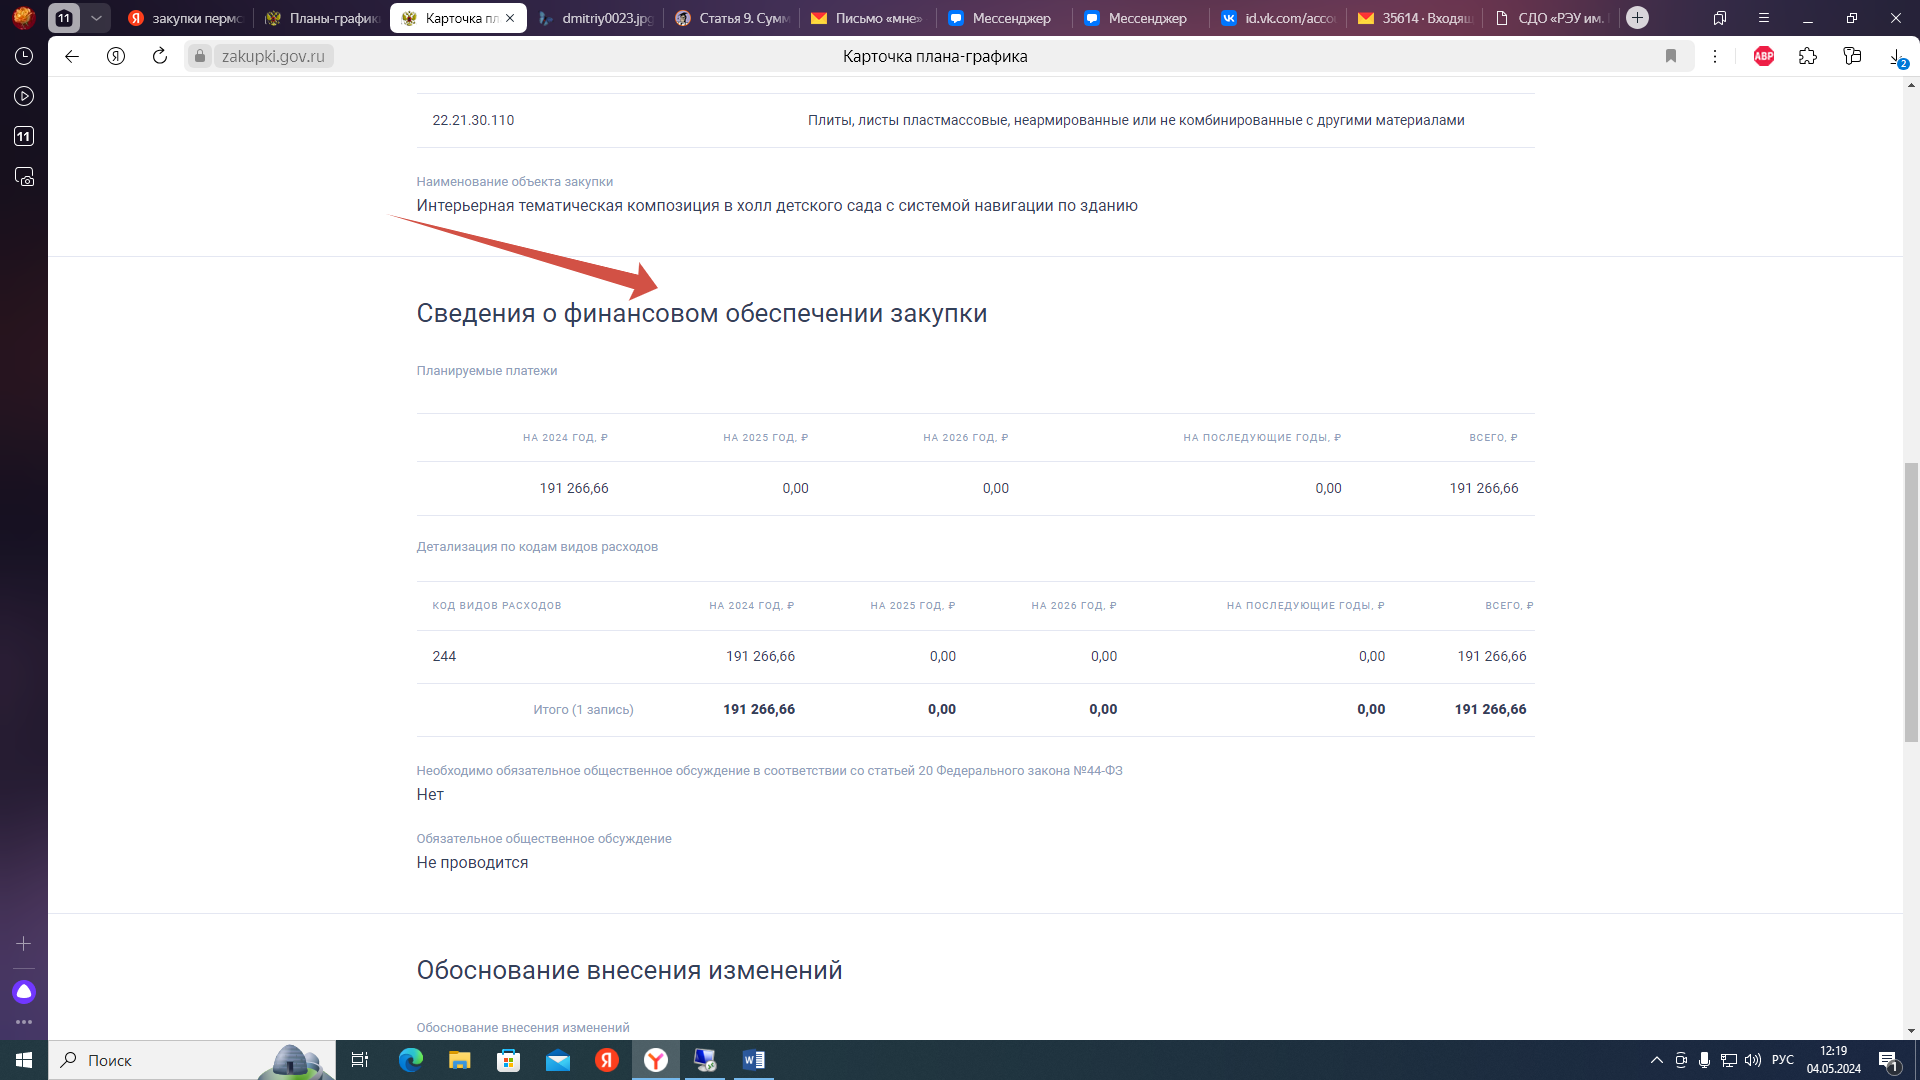 11
закупки пермс
Планы-график
Карточка пл
dmitriy0023.jpg
Статья 9. Сумм
Письмо «мне»
Мессенджер
Мессенджер
id.vk.com/acco
35614 · Входящ
СДО «РЭУ им.
zakupki.gov.ru
Карточка плана-графика
ABP
2
11
22.21.30.110 Плиты, листы пластмассовые, неармированные или не комбинированные с другими материалами
Наименование объекта закупки
Интерьерная тематическая композиция в холл детского сада с системой навигации по зданию
Сведения о финансовом обеспечении закупки
Планируемые платежи
НА 2024 ГОД, ₽ НА 2025 ГОД, ₽ НА 2026 ГОД, ₽ НА ПОСЛЕДУЮЩИЕ ГОДЫ, ₽ ВСЕГО, ₽
191 266,66 0,00 0,00 0,00 191 266,66
Детализация по кодам видов расходов
КОД ВИДОВ РАСХОДОВ НА 2024 ГОД, ₽ НА 2025 ГОД, ₽ НА 2026 ГОД, ₽ НА ПОСЛЕДУЮЩИЕ ГОДЫ, ₽ ВСЕГО, ₽
244 191 266,66 0,00 0,00 0,00 191 266,66
Итого (1 запись) 191 266,66 0,00 0,00 0,00 191 266,66
Необходимо обязательное общественное обсуждение в соответствии со статьей 20 Федерального закона №44-ФЗ
Нет
Обязательное общественное обсуждение
Не проводится
Обоснование внесения изменений
Обоснование внесения изменений
Поиск
РУС
12:19
04.05.2024
1